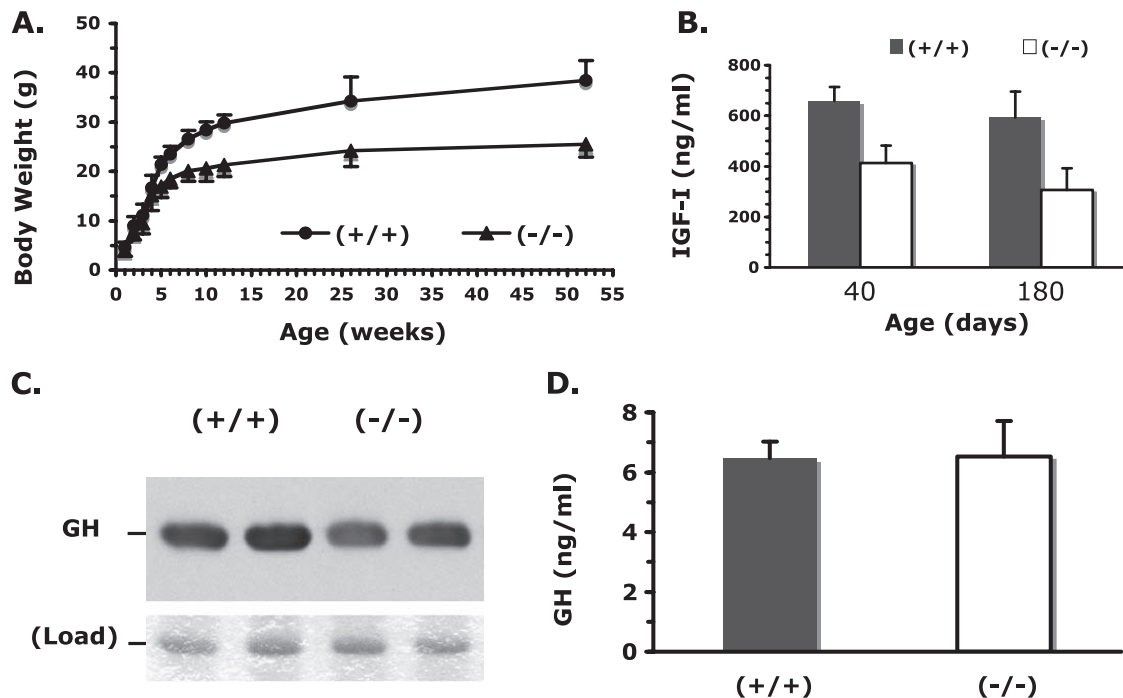 A.
50
40
30
20
10
0
Body Weight (g)
(+/+) (-/-)
0 5 10 15 20 25 30 35 40 45 50 55
Age (weeks)
B.
(+/+) (-/-)
800
600
400
200
0
IGF-I (ng/ml)
40 180
Age (days)
C.
(+/+) (-/-)
GH
(Load)
D.
8
6
4
2
0
GH (ng/ml)
(+/+) (-/-)